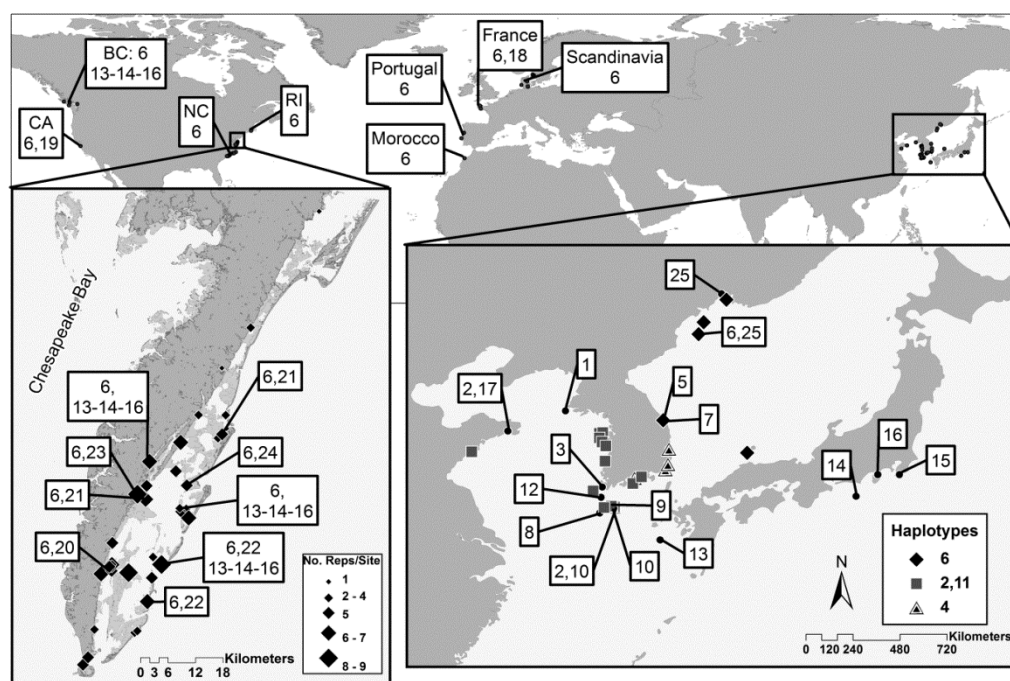 BC: 6
13-14-16
CA
6,19
NC
6
RI
6
Portugal
6
France
6,18
Scandinavia
6
Morocco
6
Chesapeake Bay
6,21
6,
13-14-16
6,23
6,24
6,21
6,
13-14-16
6,20
6,22
13-14-16
6,22
No. Reps/Site
1
2 - 4
5
6 - 7
8 - 9
Kilometers
0 3 6 12 18
25
6,25
1
5
2,17
7
3
16
14
15
12
9
8
13
2,10
10
Haplotypes
6
2,11
4
N
Kilometers
0 120 240 480 720